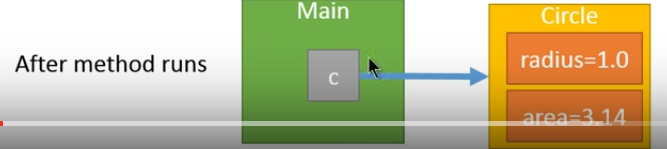 Main
Circle
After method runs
c
radius=1.0
area=3.14